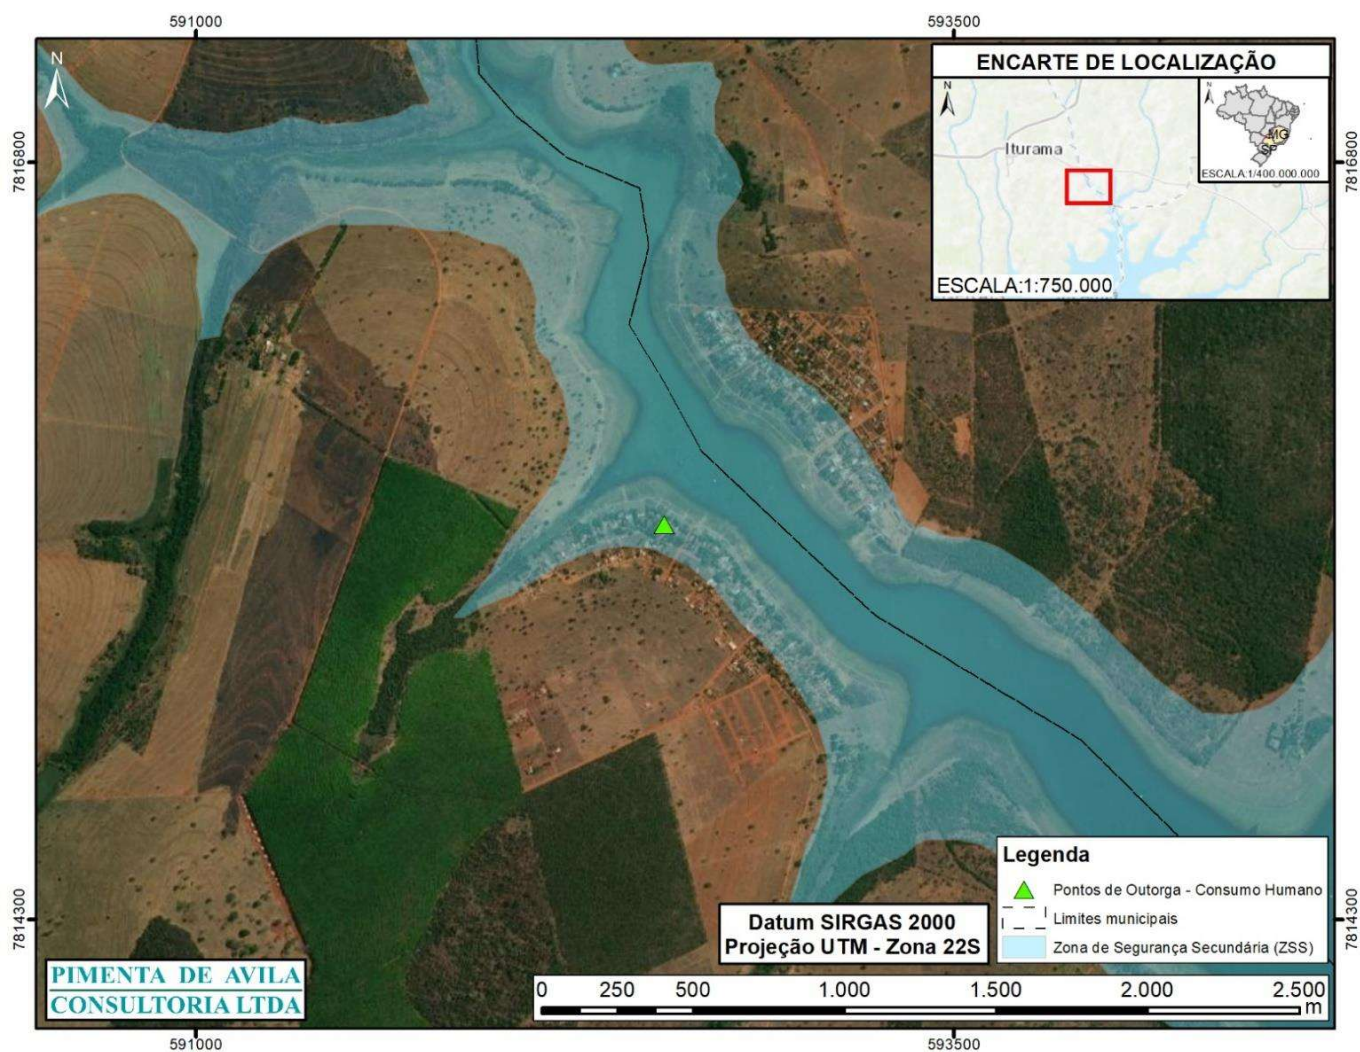 591000
593500
N
ENCARTE DE LOCALIZAÇÃO
N
Iturama
N
MG
SP
ESCALA:1/400.000.000
ESCALA:1:750.000
7816800
7816800
Legenda
Pontos de Outorga - Consumo Humano
Limites municipais
Zona de Segurança Secundária (ZSS)
7814300
7814300
Datum SIRGAS 2000
Projeção UTM - Zona 22S
PIMENTA DE AVILA
CONSULTORIA LTDA
0 250 500 1.000 1.500 2.000 2.500
m
591000
593500